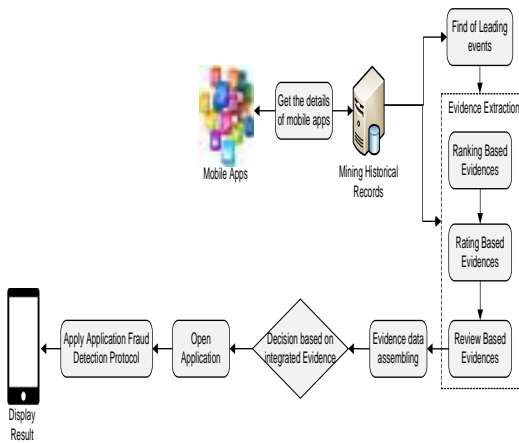 Find of Leading
events
Get the details
of mobile apps
Mobile Apps
Mining Historical
Records
Evidence Extraction
Ranking Based
Evidences
Rating Based
Evidences
Review Based
Evidences
Evidence data
assembling
Decision based on
integrated Evidence
Open
Application
Apply Application Fraud
Detection Protocol
Display
Result